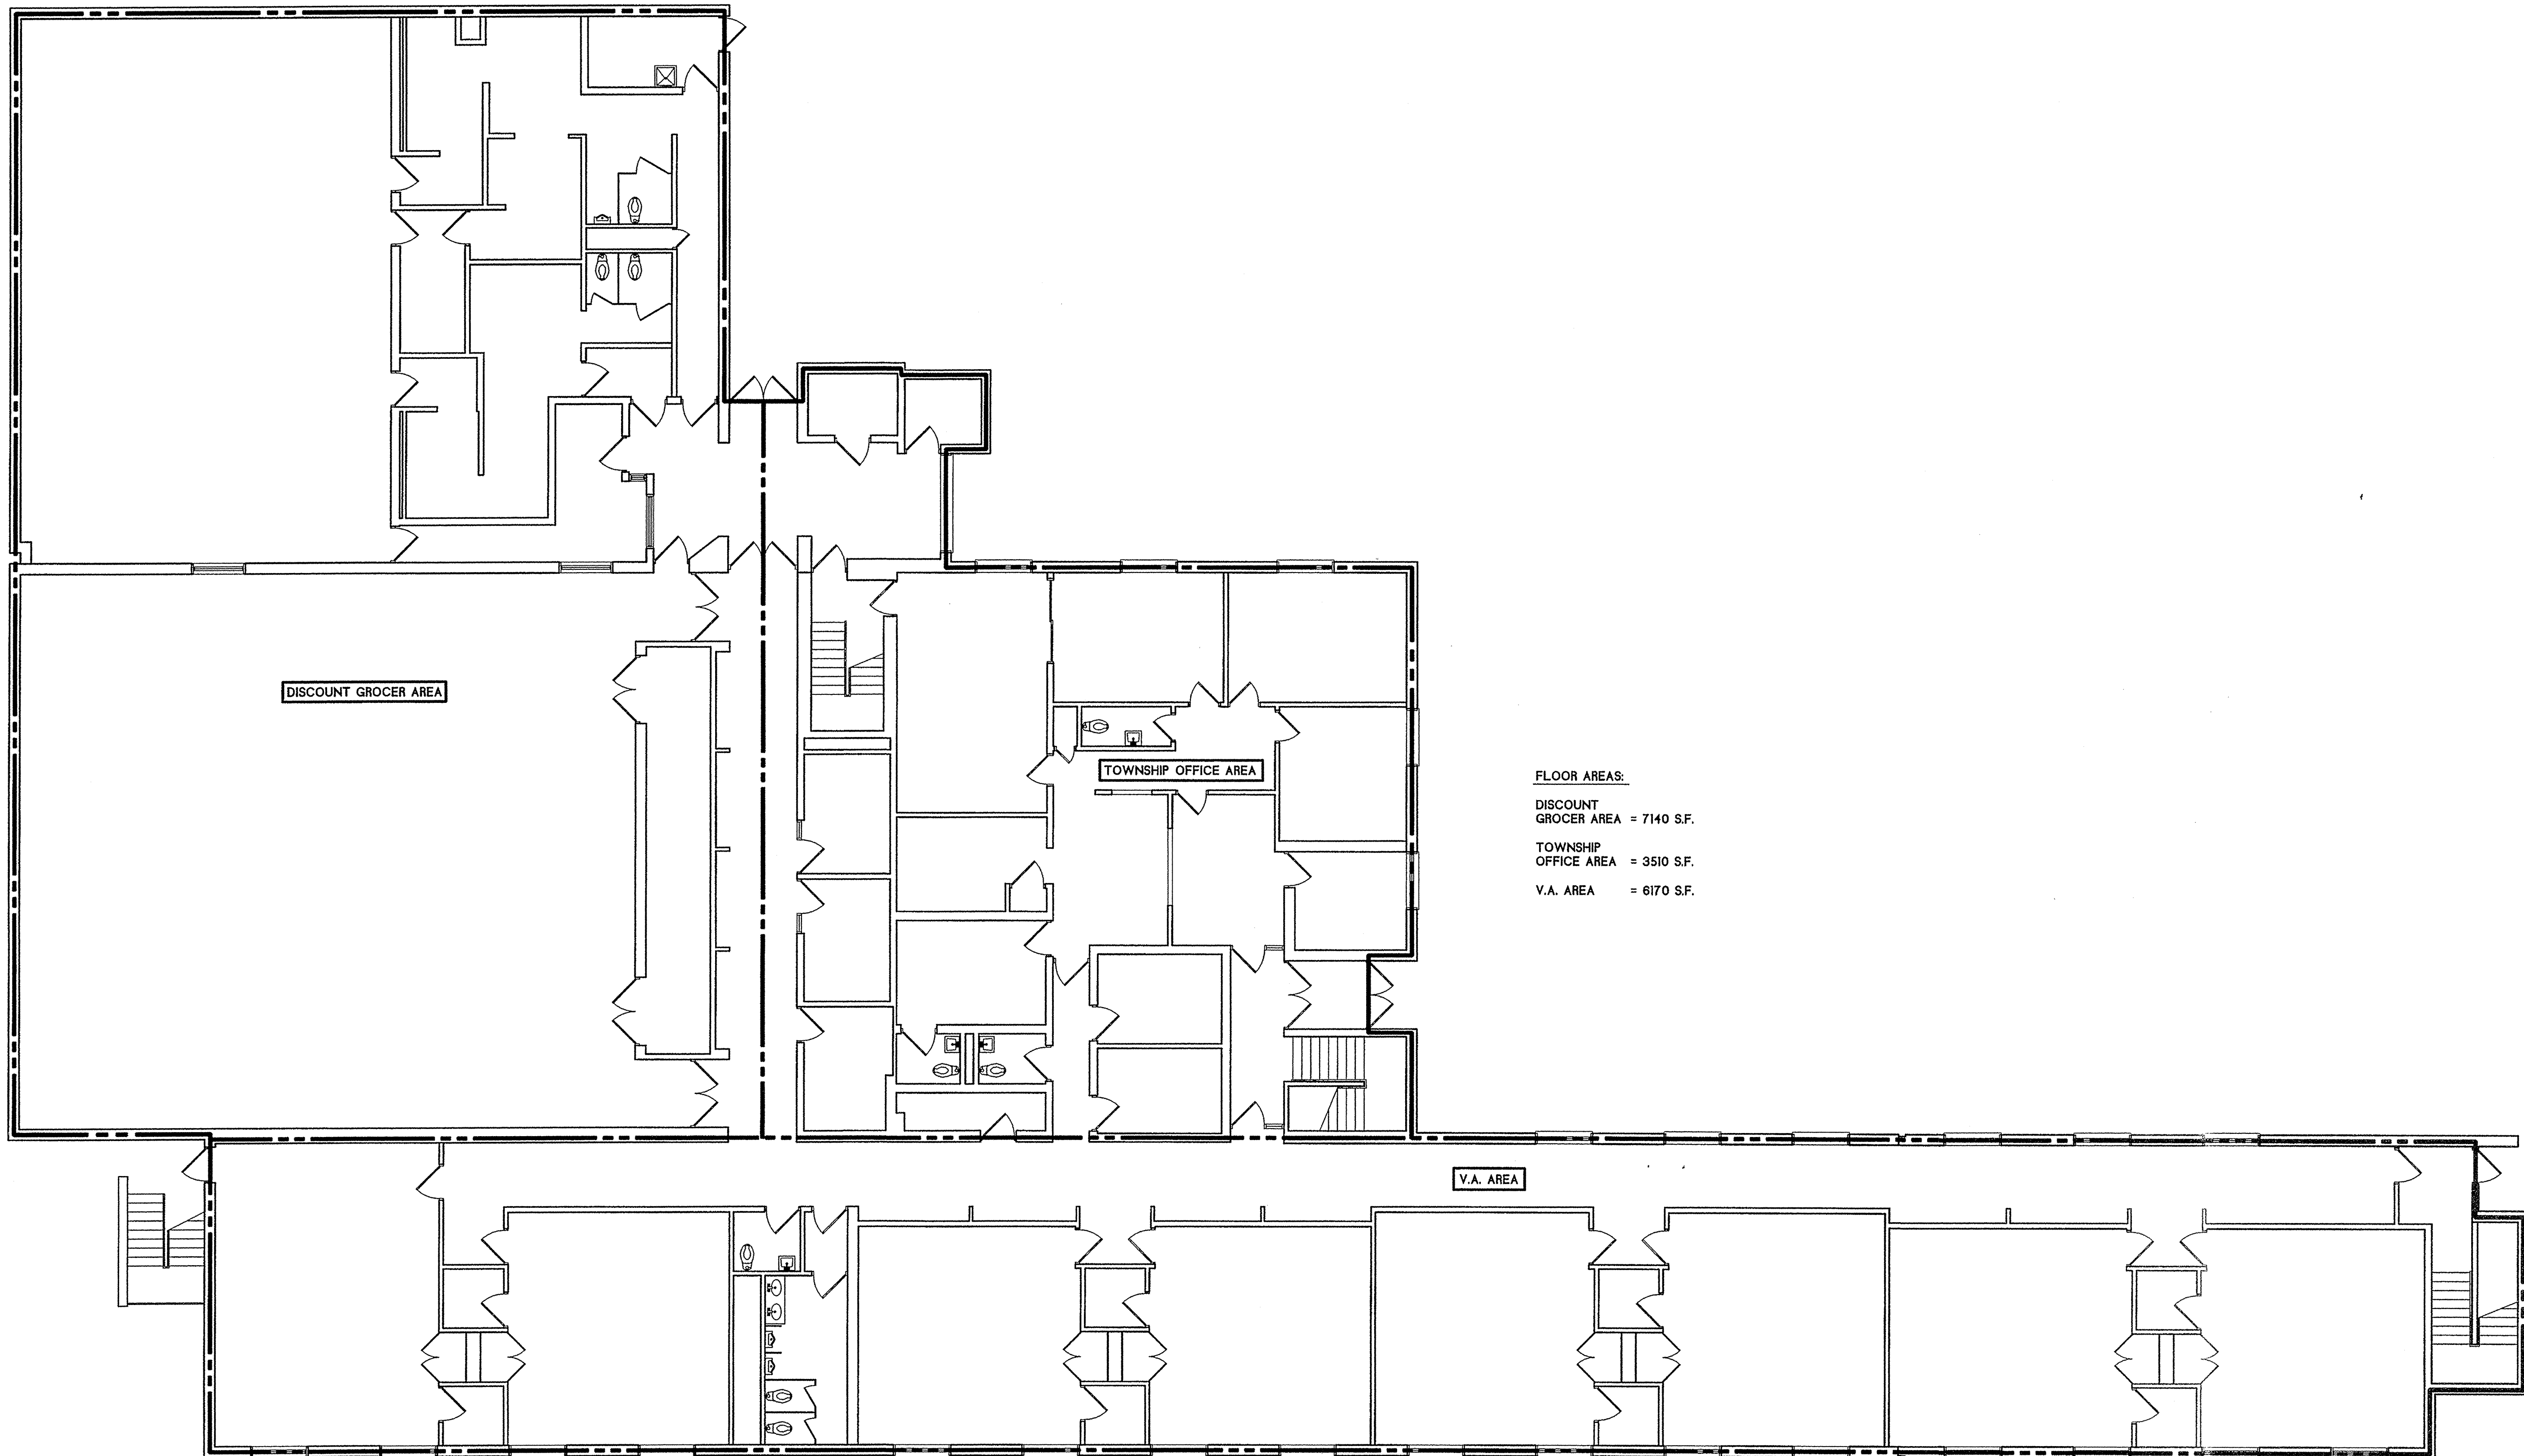 DISCOUNT GROCER AREA
TOWNSHIP OFFICE AREA
FLOOR AREAS:
DISCOUNT
GROCER AREA = 7140 S.F.
TOWNSHIP
OFFICE AREA = 3510 S.F.
V.A. AREA = 6170 S.F.
V.A. AREA